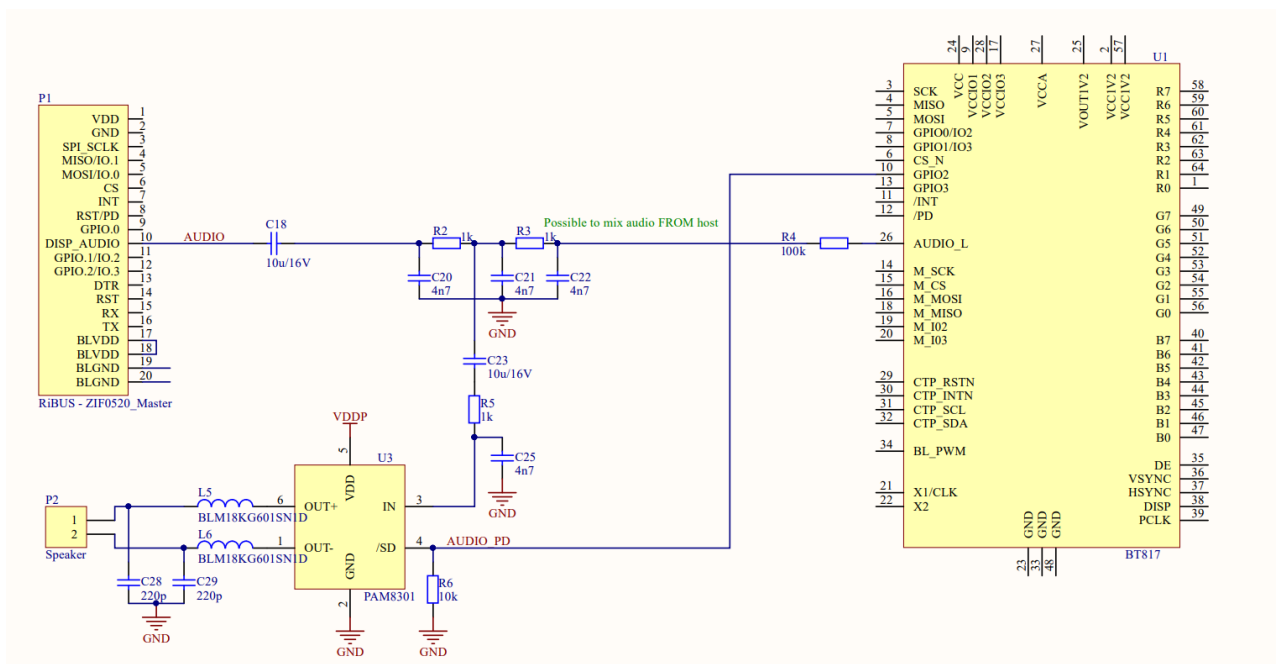 P1
VDD 1
GND 2
SPI_SCLK 3
MISO/IO.1 4
MOSI/IO.0 5
CS 6
INT 7
RST/PD 8
GPIO.0 9
DISP_AUDIO 10
GPIO.1/IO.2 11
GPIO.2/IO.3 12
DTR 13
RST 14
RX 15
TX 16
BLVDD 17
BLVDD 18
BLGND 19
BLGND 20
RiBUS - ZIF0520_Master
AUDIO
C18
10u/16V
R2
1k
R3
1k
Possible to mix audio FROM host
C20
4n7
C21
4n7
C22
4n7
GND
R4
100k
C23
10u/16V
R5
1k
C25
4n7
GND
VDDP
5
U3
VDD
6 OUT+
1 OUT-
IN 3
/SD 4
GND
2
PAM8301
GND
AUDIO_PD
R6
10k
GND
L5
BLM18KG601SN1D
L6
BLM18KG601SN1D
P2
1
2
Speaker
C28
220p
C29
220p
GND
U1
24 VCC
9 VCCIO1
28 VCCIO2
17 VCCIO3
27 VCCA
25 VOUT1V2
2 VCC1V2
57 VCC1V2
3 SCK
4 MISO
5 MOSI
7 GPIO0/IO2
8 GPIO1/IO3
6 CS_N
10 GPIO2
13 GPIO3
11 /INT
12 /PD
26 AUDIO_L
14 M_SCK
15 M_CS
16 M_MOSI
18 M_MISO
19 M_I02
20 M_I03
29 CTP_RSTN
30 CTP_INTN
31 CTP_SCL
32 CTP_SDA
34 BL_PWM
21 X1/CLK
22 X2
R7 58
R6 59
R5 60
R4 61
R3 62
R2 63
R1 64
R0 1
G7 49
G6 50
G5 51
G4 52
G3 53
G2 54
G1 55
G0 56
B7 40
B6 41
B5 42
B4 43
B3 44
B2 45
B1 46
B0 47
DE 35
VSYNC 36
HSYNC 37
DISP 38
PCLK 39
GND 23
GND 33
GND 48
BT817